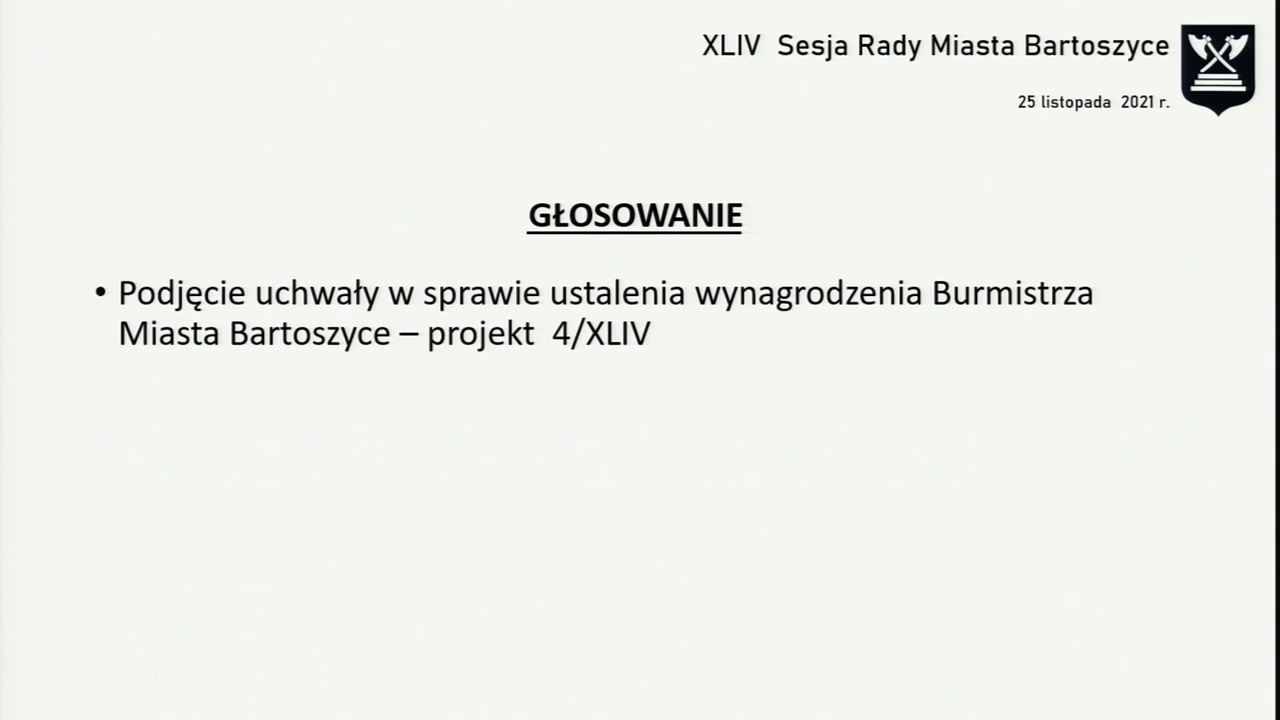 XLIV Sesja Rady Miasta Bartoszyce
25 listopada 2021 r.
GŁOSOWANIE
• Podjęcie uchwały w sprawie ustalenia wynagrodzenia Burmistrza
Miasta Bartoszyce – projekt 4/XLIV